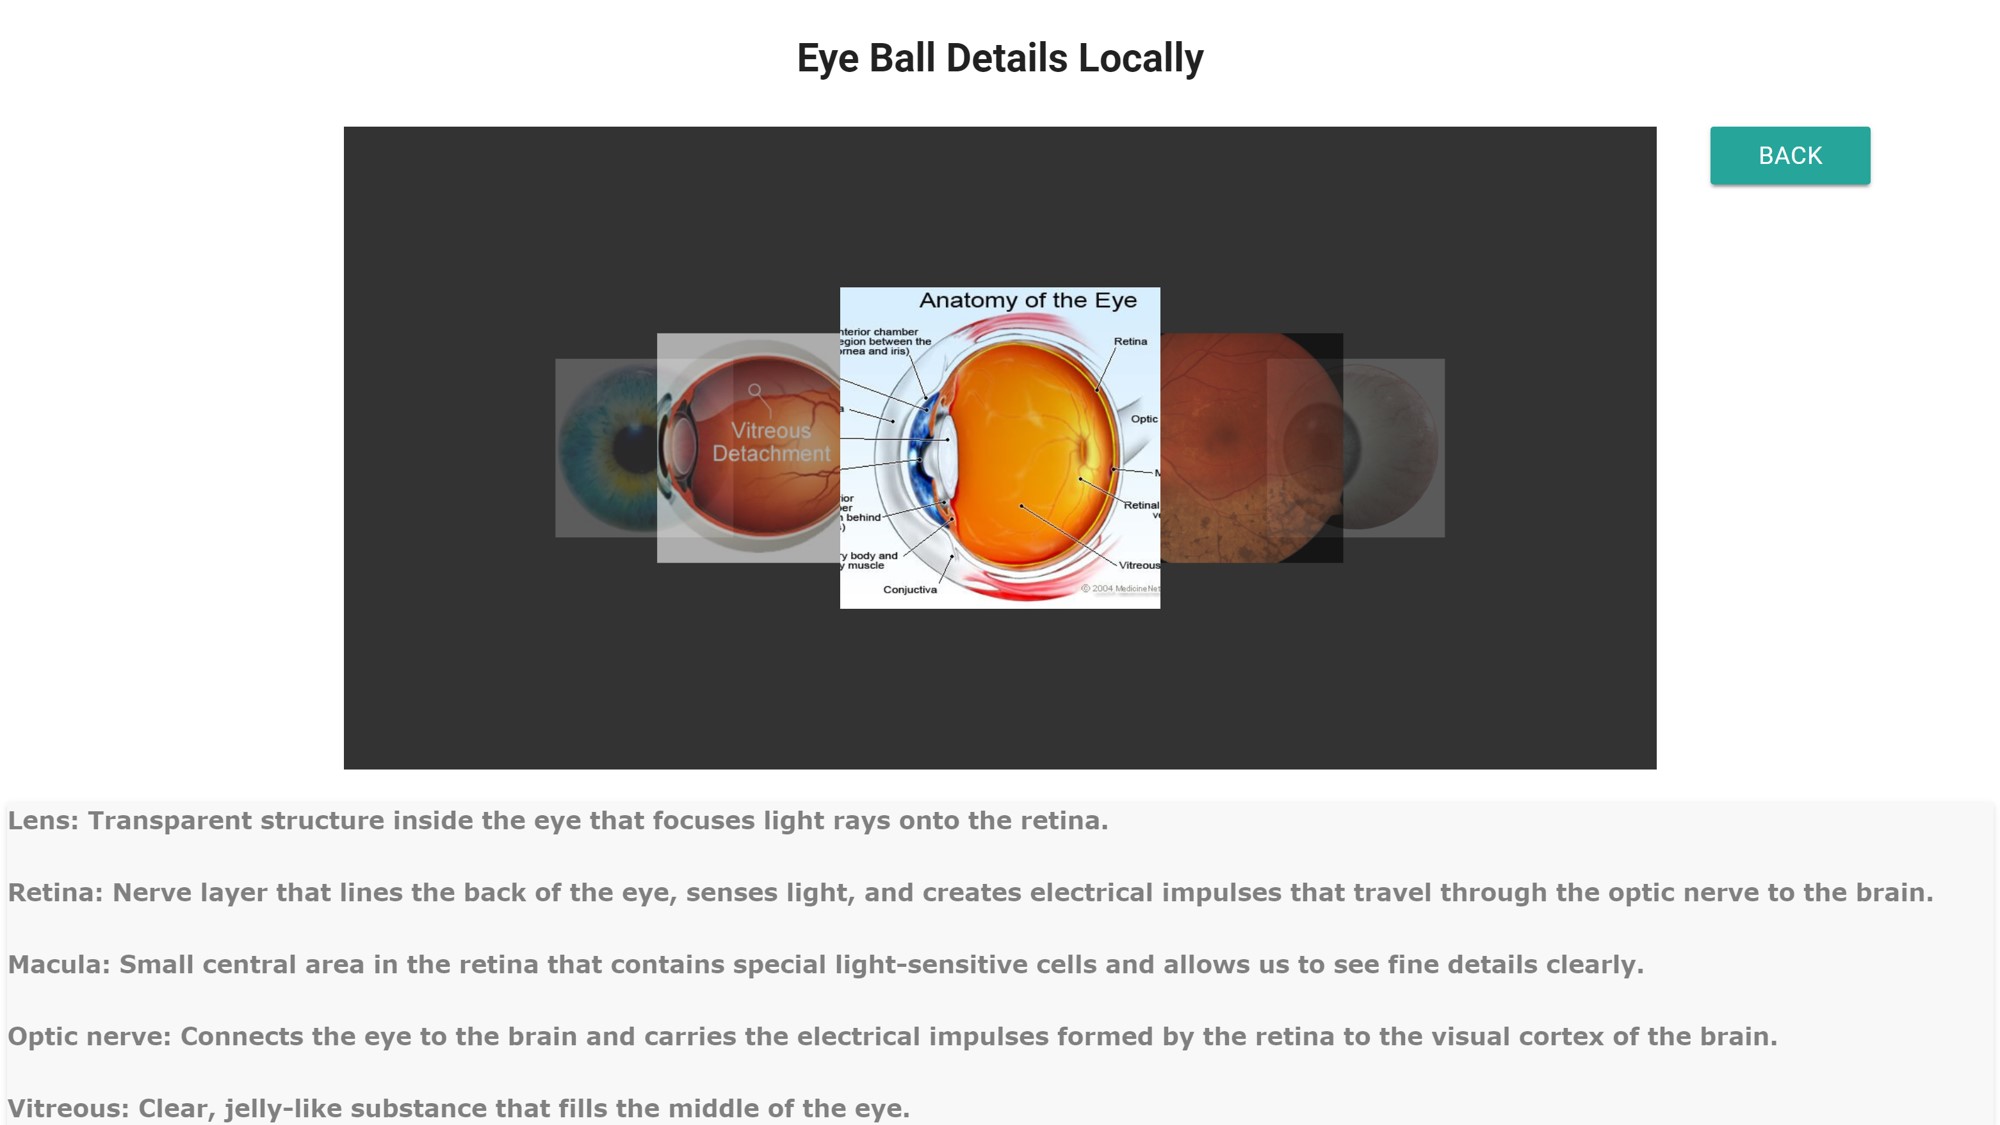 Eye Ball Details Locally
BACK
Anatomy of the Eye
nterior chamber
egion between the
ornea and iris)
Retina
Vitreous
Detachment
Optic
M
Retinal
ve
ior
er
behind
s)
ry body and
y muscle
Vitreous
Conjuctiva
© 2004 MedicineNet
Lens: Transparent structure inside the eye that focuses light rays onto the retina.
Retina: Nerve layer that lines the back of the eye, senses light, and creates electrical impulses that travel through the optic nerve to the brain.
Macula: Small central area in the retina that contains special light-sensitive cells and allows us to see fine details clearly.
Optic nerve: Connects the eye to the brain and carries the electrical impulses formed by the retina to the visual cortex of the brain.
Vitreous: Clear, jelly-like substance that fills the middle of the eye.